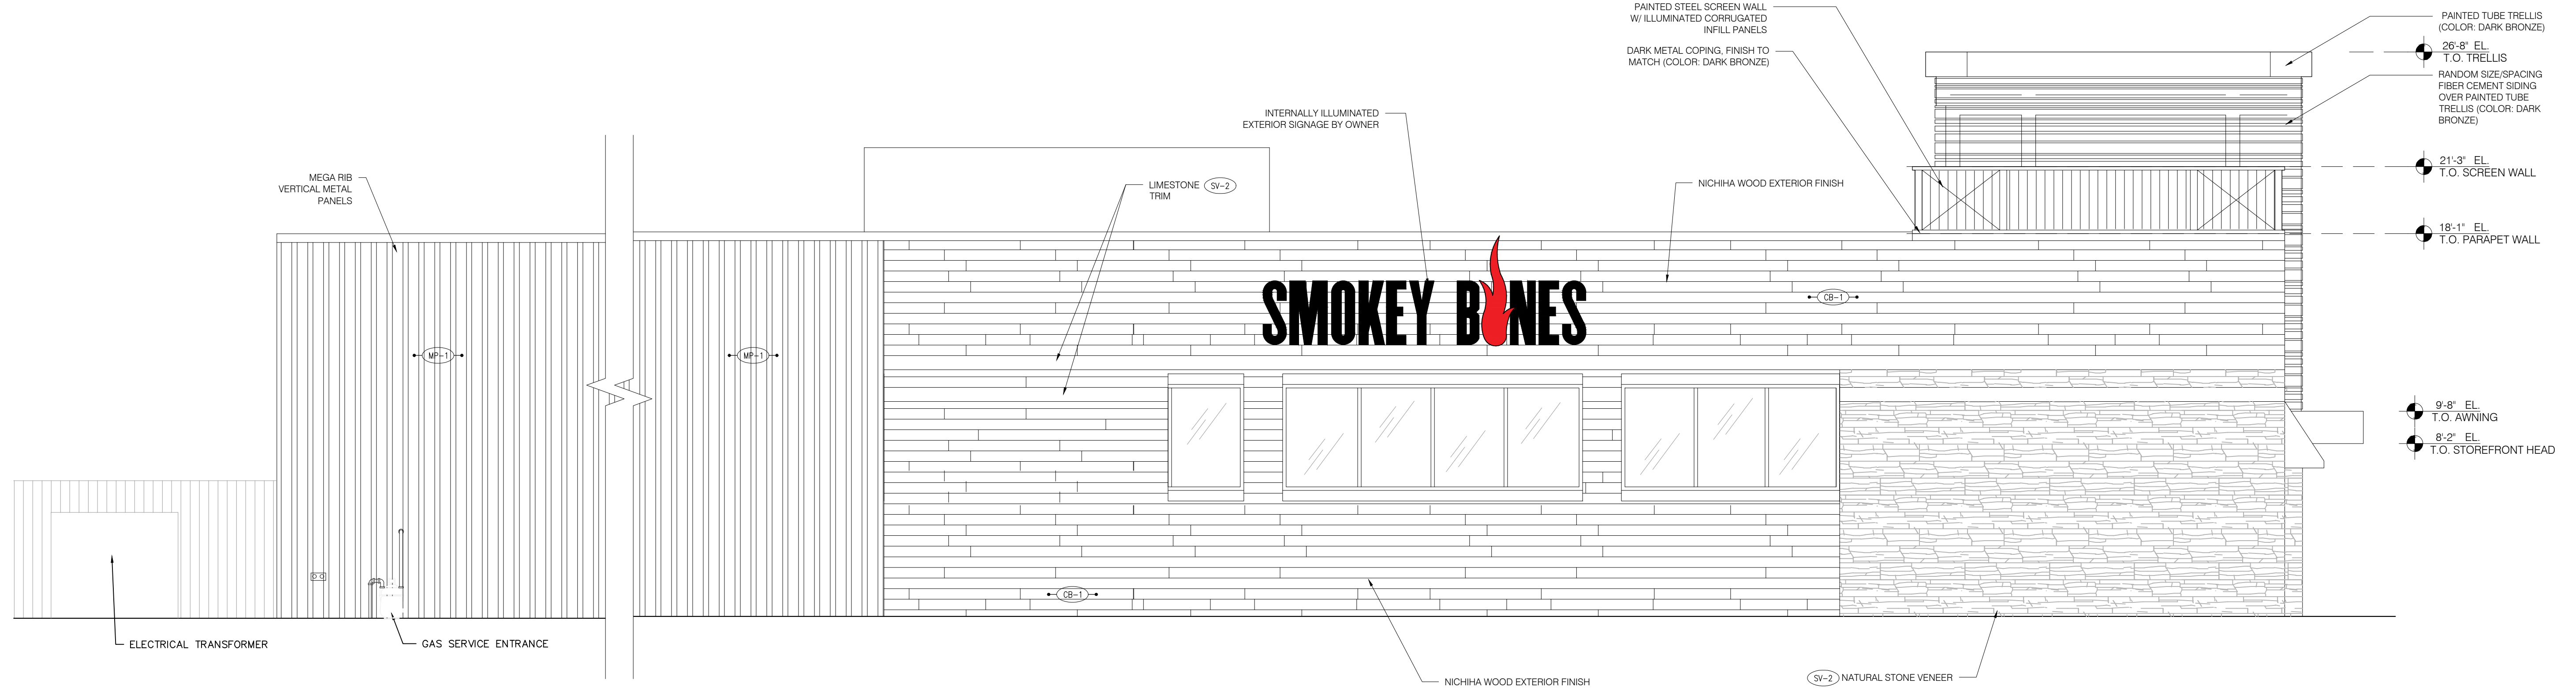 PAINTED STEEL SCREEN WALL
W/ ILLUMINATED CORRUGATED
INFILL PANELS
DARK METAL COPING, FINISH TO
MATCH (COLOR: DARK BRONZE)
PAINTED TUBE TRELLIS
(COLOR: DARK BRONZE)
26'-8" EL.
T.O. TRELLIS
RANDOM SIZE/SPACING
FIBER CEMENT SIDING
OVER PAINTED TUBE
TRELLIS (COLOR: DARK
BRONZE)
INTERNALLY ILLUMINATED
EXTERIOR SIGNAGE BY OWNER
21'-3" EL.
T.O. SCREEN WALL
MEGA RIB
VERTICAL METAL
PANELS
LIMESTONE
TRIM
SV-2
NICHIHA WOOD EXTERIOR FINISH
18'-1" EL.
T.O. PARAPET WALL
SMOKEY BONES
CB-1
MP-1
MP-1
9'-8" EL.
T.O. AWNING
8'-2" EL.
T.O. STOREFRONT HEAD
CB-1
ELECTRICAL TRANSFORMER
GAS SERVICE ENTRANCE
NICHIHA WOOD EXTERIOR FINISH
SV-2 NATURAL STONE VENEER